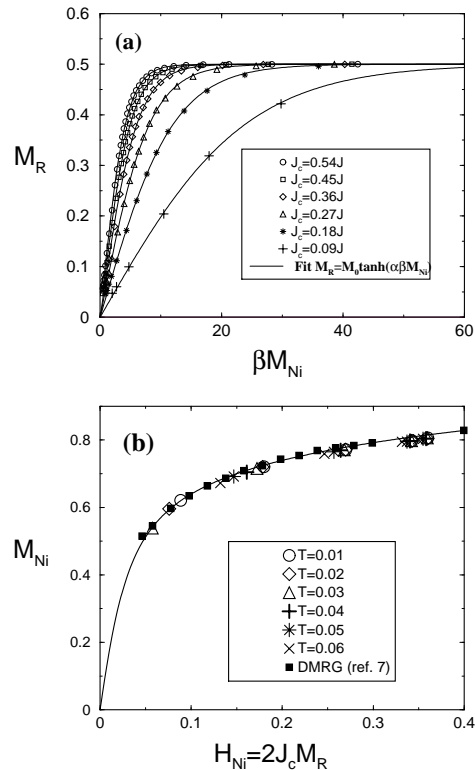 (a)
0.6
0.5
0.4
0.3
0.2
0.1
0
M_R
J_c=0.54J
J_c=0.45J
J_c=0.36J
J_c=0.27J
J_c=0.18J
J_c=0.09J
Fit M_R=M_0tanh(αβM_Ni)
0 20 40 60
βM_Ni
(b)
0.8
0.6
0.4
0.2
0
M_Ni
T=0.01
T=0.02
T=0.03
T=0.04
T=0.05
T=0.06
DMRG (ref. 7)
0 0.1 0.2 0.3 0.4
H_Ni=2J_cM_R